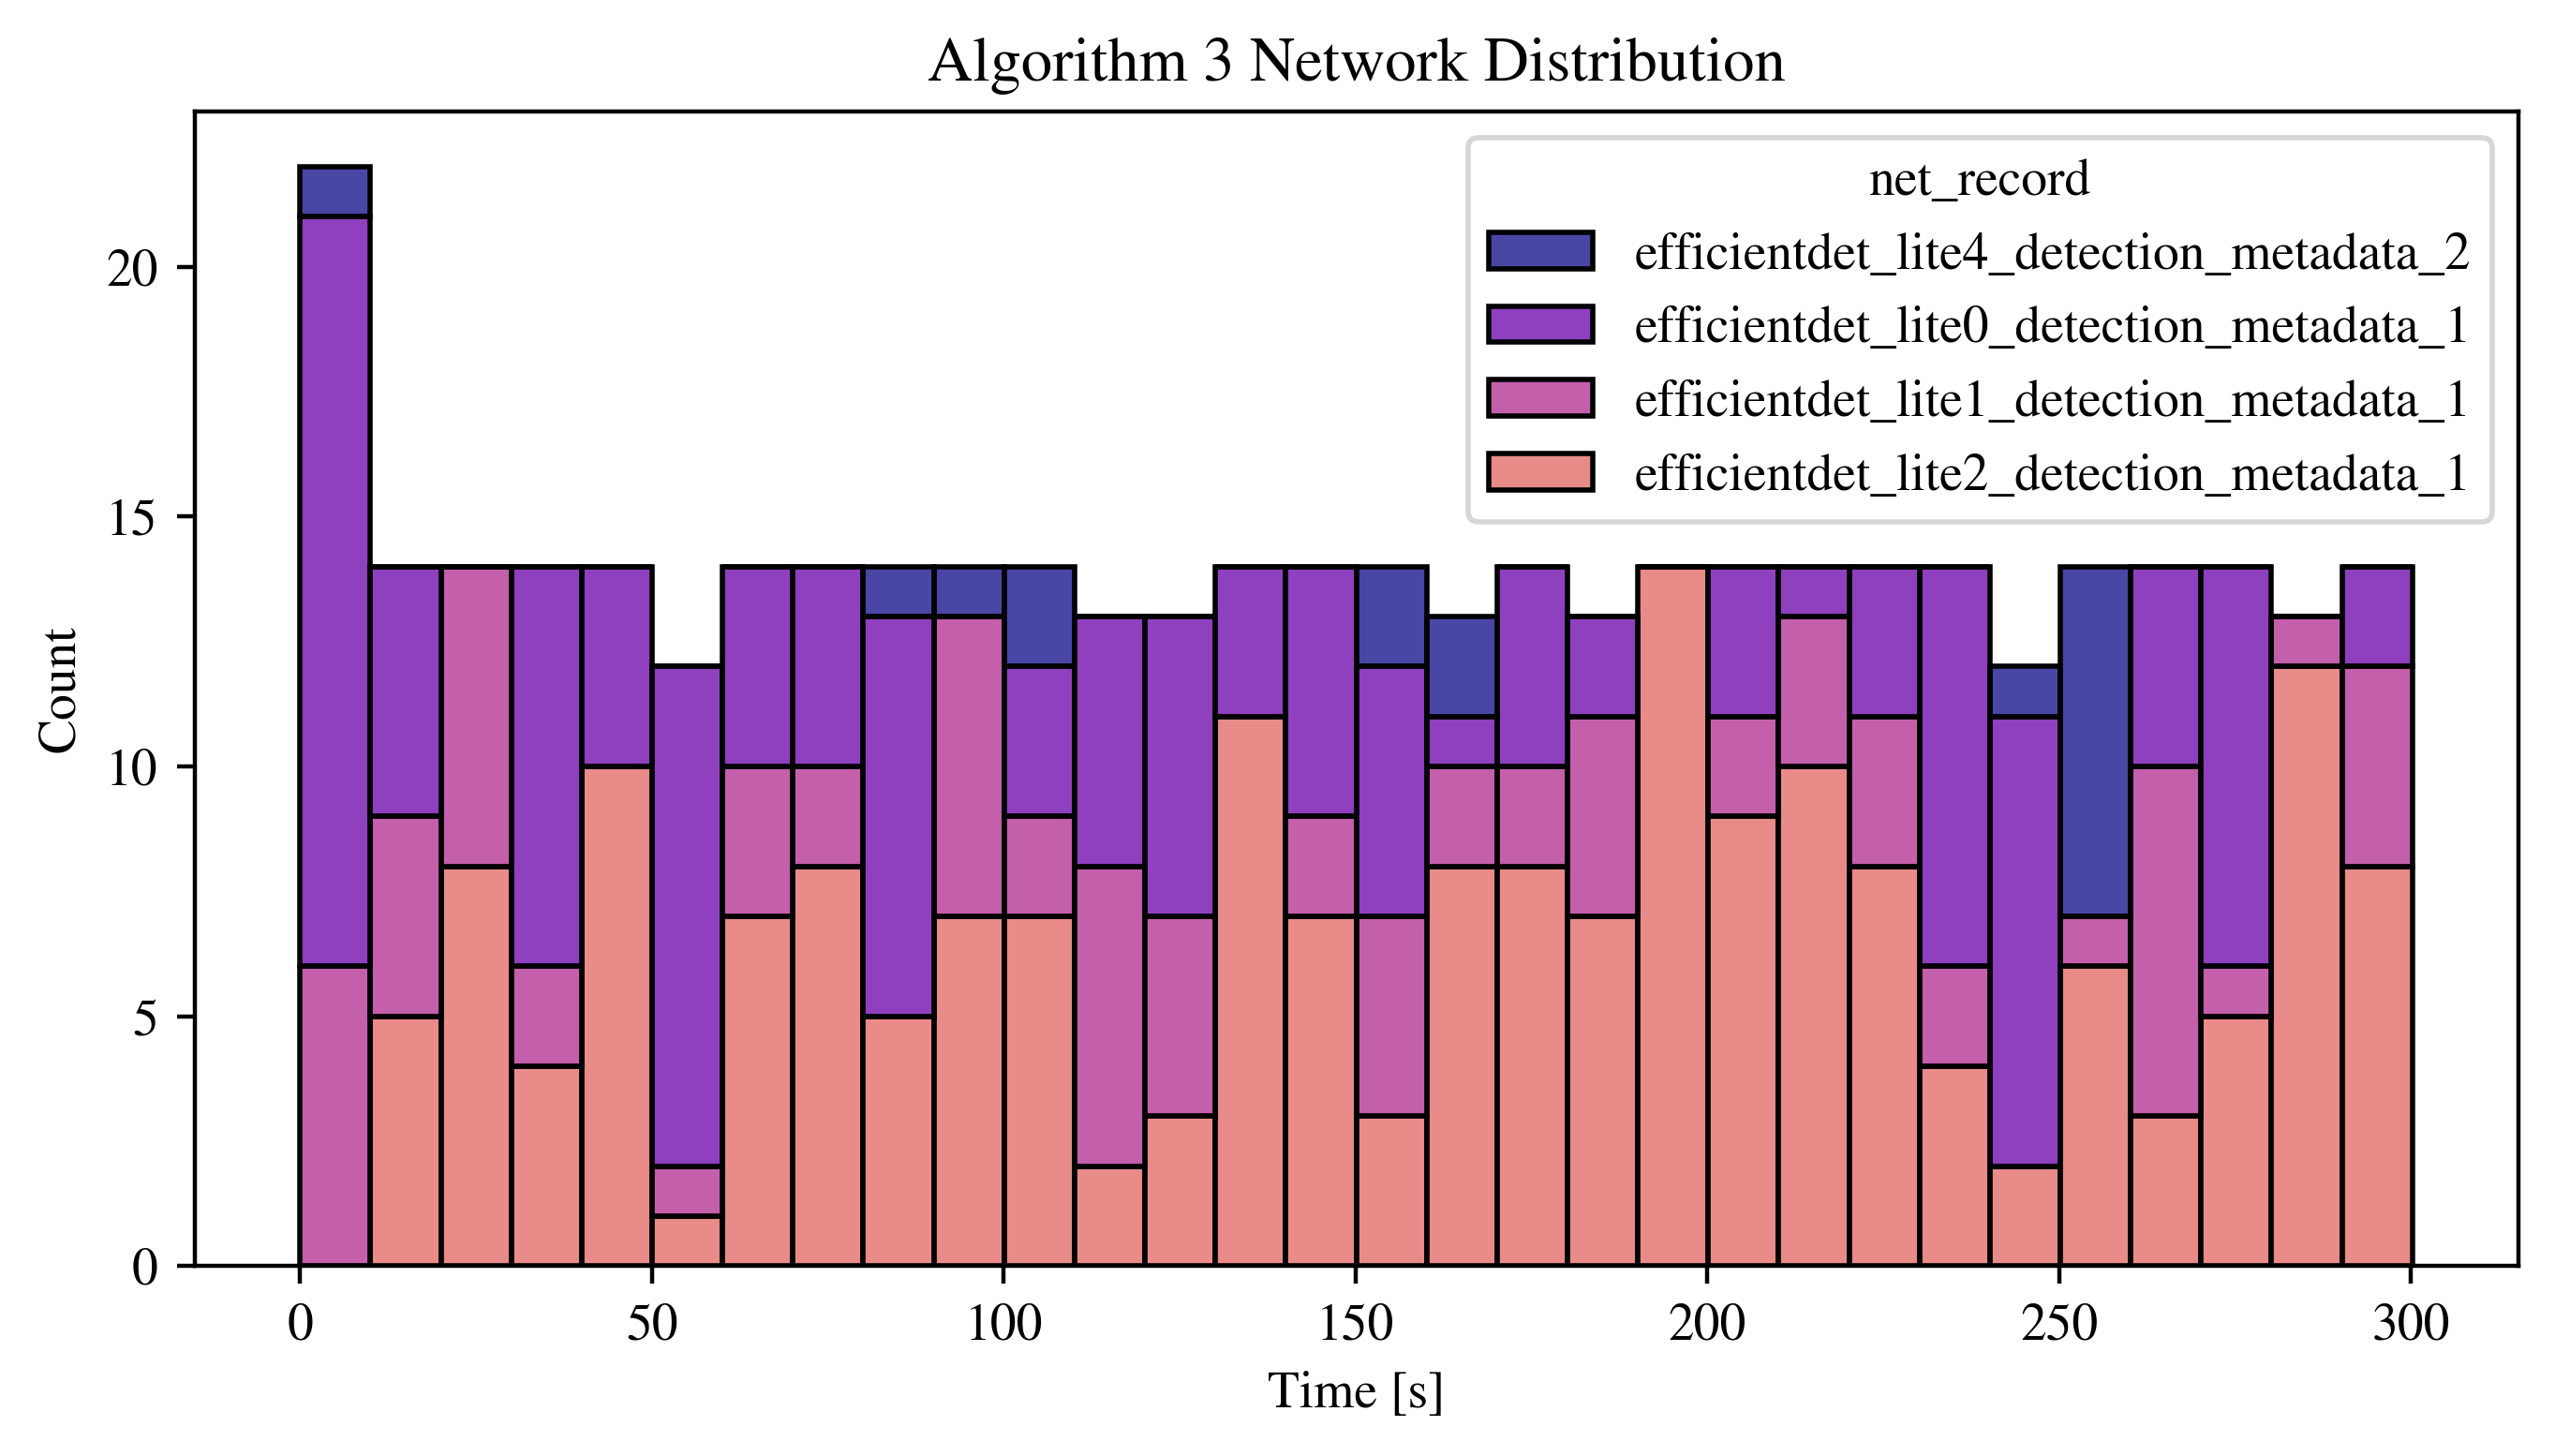 Algorithm 3 Network Distribution
net_record
efficientdet_lite4_detection_metadata_2
efficientdet_lite0_detection_metadata_1
efficientdet_lite1_detection_metadata_1
efficientdet_lite2_detection_metadata_1
20
15
10
5
0
Count
0 50 100 150 200 250 300
Time [s]